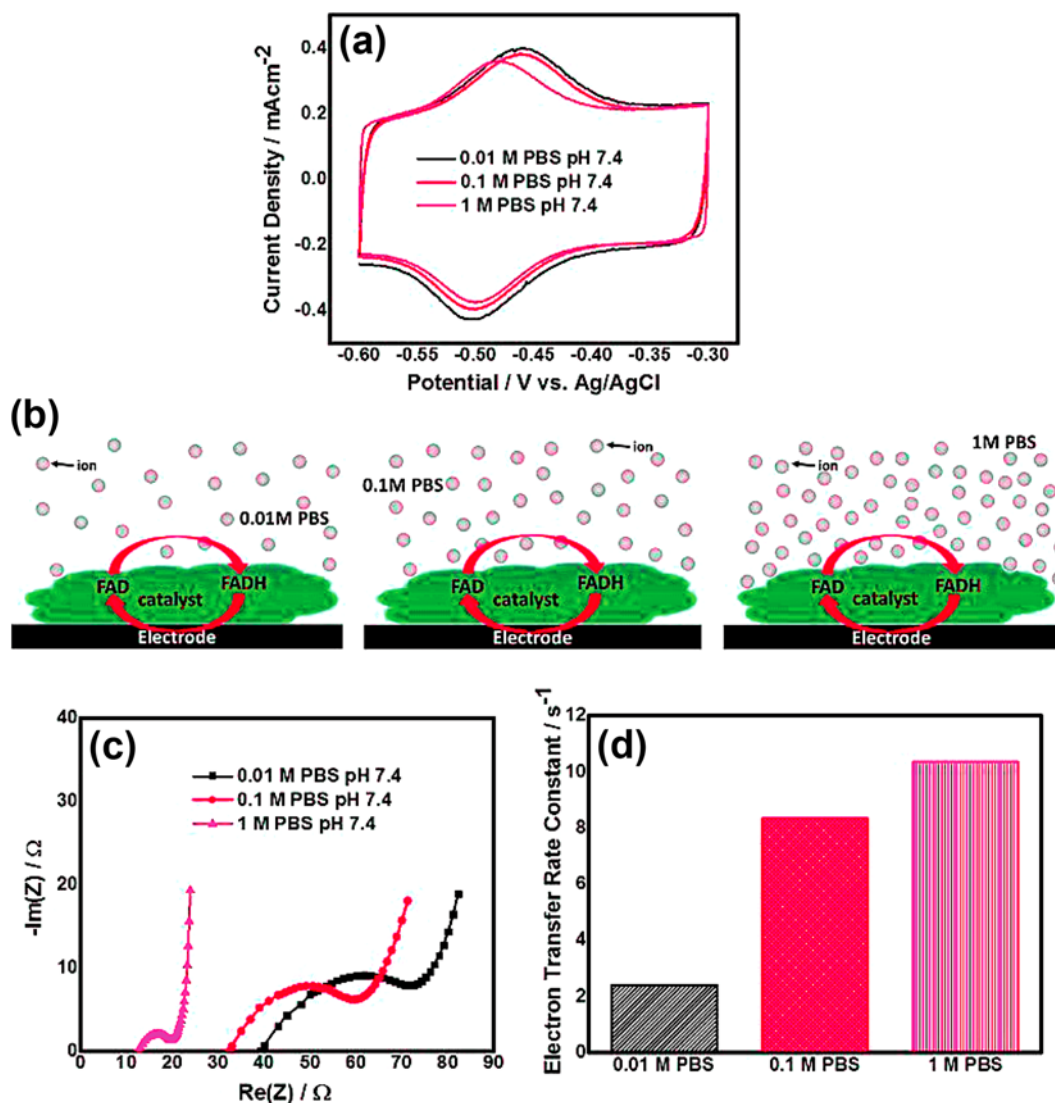 (a)
0.4
0.2
0.0
-0.2
-0.4
Current Density / mAcm-2
0.01 M PBS pH 7.4
0.1 M PBS pH 7.4
1 M PBS pH 7.4
-0.60 -0.55 -0.50 -0.45 -0.40 -0.35 -0.30
Potential / V vs. Ag/AgCl
(b)
ion
0.01M PBS
FAD
FADH
catalyst
Electrode
ion
0.1M PBS
FAD
FADH
catalyst
Electrode
ion
1M PBS
FAD
FADH
catalyst
Electrode
(c)
40
30
20
10
0
-Im(Z) / Ω
0.01 M PBS pH 7.4
0.1 M PBS pH 7.4
1 M PBS pH 7.4
0 10 20 30 40 50 60 70 80 90
Re(Z) / Ω
(d)
12
10
8
6
4
2
0
Electron Transfer Rate Constant / s-1
0.01 M PBS 0.1 M PBS 1 M PBS